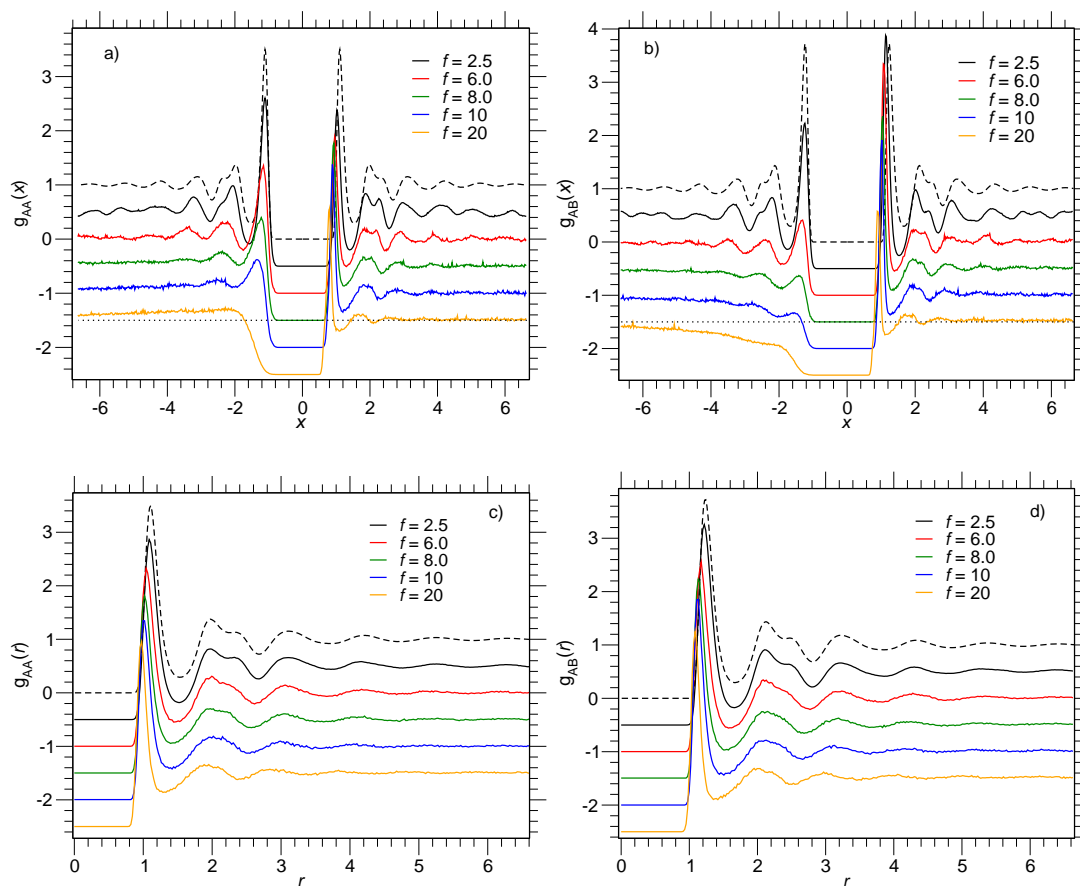 a)
f = 2.5
f = 6.0
f = 8.0
f = 10
f = 20
g_AA(x)
3
2
1
0
-1
-2
-6
-4
-2
0
2
4
6
x
b)
f = 2.5
f = 6.0
f = 8.0
f = 10
f = 20
g_AB(x)
4
3
2
1
0
-1
-2
-6
-4
-2
0
2
4
6
x
c)
f = 2.5
f = 6.0
f = 8.0
f = 10
f = 20
g_AA(r)
3
2
1
0
-1
-2
0
1
2
3
4
5
6
r
d)
f = 2.5
f = 6.0
f = 8.0
f = 10
f = 20
g_AB(r)
3
2
1
0
-1
-2
0
1
2
3
4
5
6
r